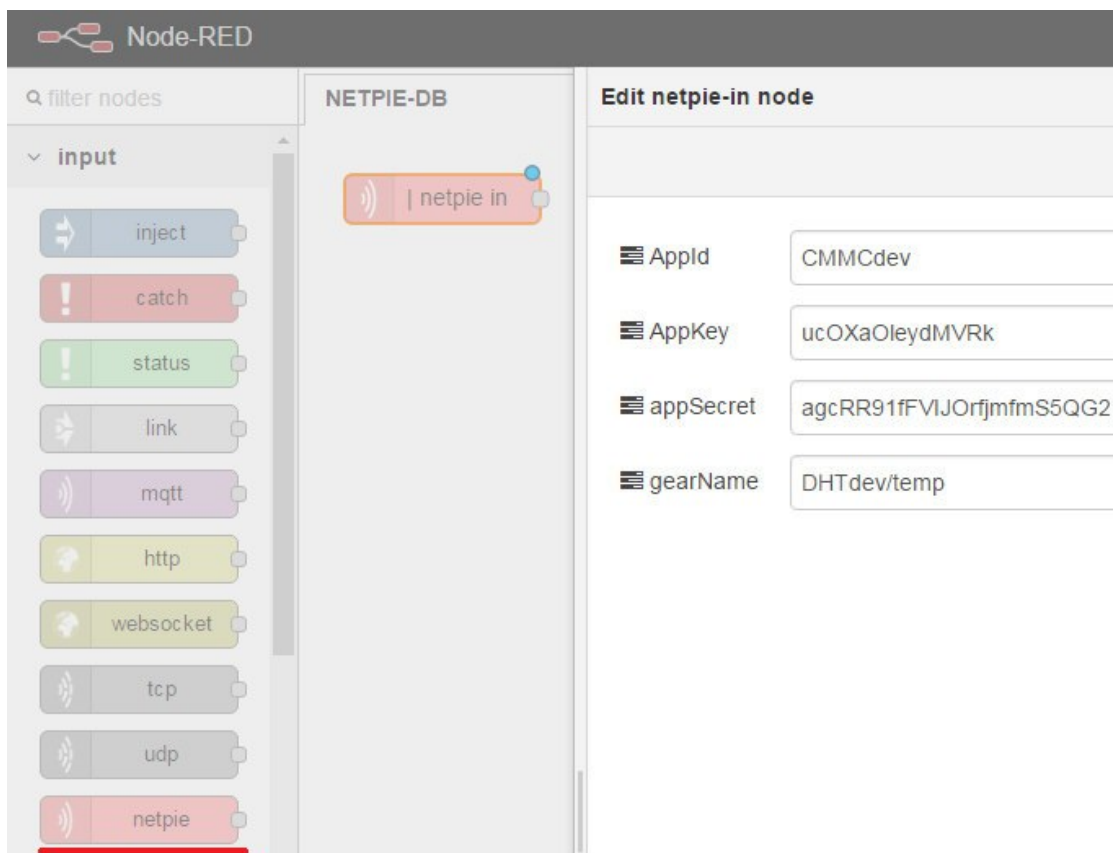 Node-RED
filter nodes
input
inject
catch
status
link
mqtt
http
websocket
tcp
udp
netpie
NETPIE-DB
| netpie in
Edit netpie-in node
AppId
CMMCdev
AppKey
ucOXaOleydMVRk
appSecret
agcRR91fFVIJOrfjmfmS5QG2
gearName
DHTdev/temp